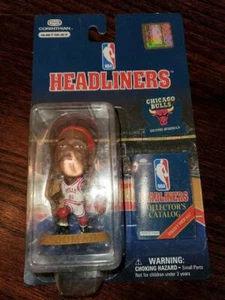 CORINTHIAN
NBA
HEADLINERS
CHICAGO
BULLS
RODMAN
NBA
HEADLINERS
COLLECTOR'S
CATALOG
WARNING:
CHOKING HAZARD - Small Parts
Not for children under 3 years